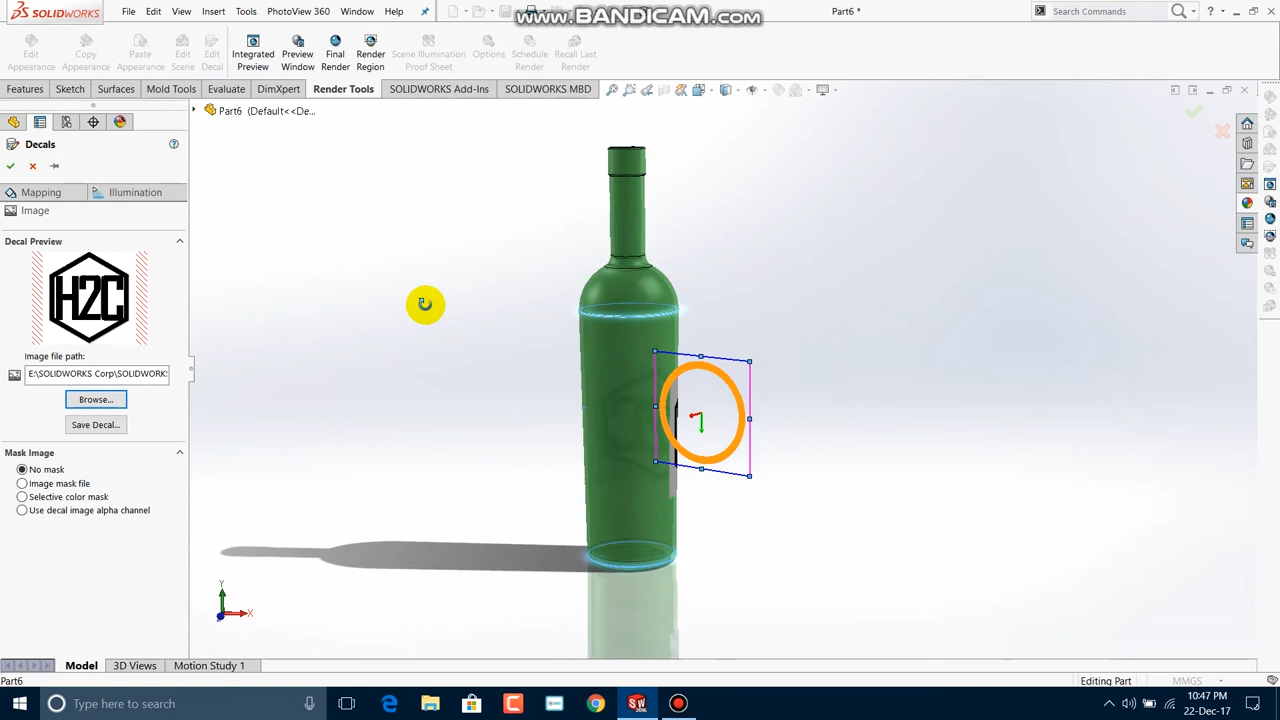 SOLIDWORKS File Edit View Insert Tools PhotoView 360 Window Help Part6 * Search Commands
www.BANDICAM.com
Edit Appearance
Copy Appearance
Paste Appearance
Edit Scene
Edit Decal
Integrated Preview
Preview Window
Final Render
Render Region
Scene Illumination Proof Sheet
Options
Schedule Render
Recall Last Render
Features Sketch Surfaces Mold Tools Evaluate DimXpert Render Tools SOLIDWORKS Add-Ins SOLIDWORKS MBD
Part6 (Default<<De...
Decals
Mapping Illumination
Image
Decal Preview
H2C
Image file path:
E:\SOLIDWORKS Corp\SOLIDWORKS
Browse...
Save Decal...
Mask Image
No mask
Image mask file
Selective color mask
Use decal image alpha channel
Y
X
Model 3D Views Motion Study 1
Part6 Editing Part MMGS
Type here to search
SW
2016
10:47 PM
22-Dec-17